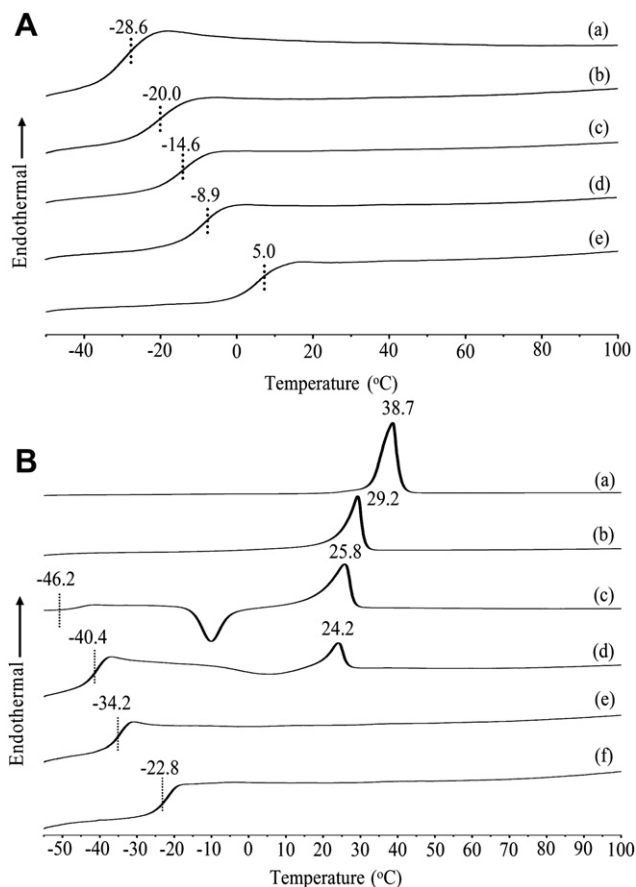 A
-28.6
(a)
-20.0
(b)
-14.6
(c)
-8.9
(d)
5.0
(e)
Endothermal
-40 -20 0 20 40 60 80 100
Temperature (°C)
B
38.7
(a)
29.2
(b)
25.8
-46.2
(c)
-40.4
24.2
(d)
-34.2
(e)
-22.8
(f)
Endothermal
-50 -40 -30 -20 -10 0 10 20 30 40 50 60 70 80 90 100
Temperature (°C)